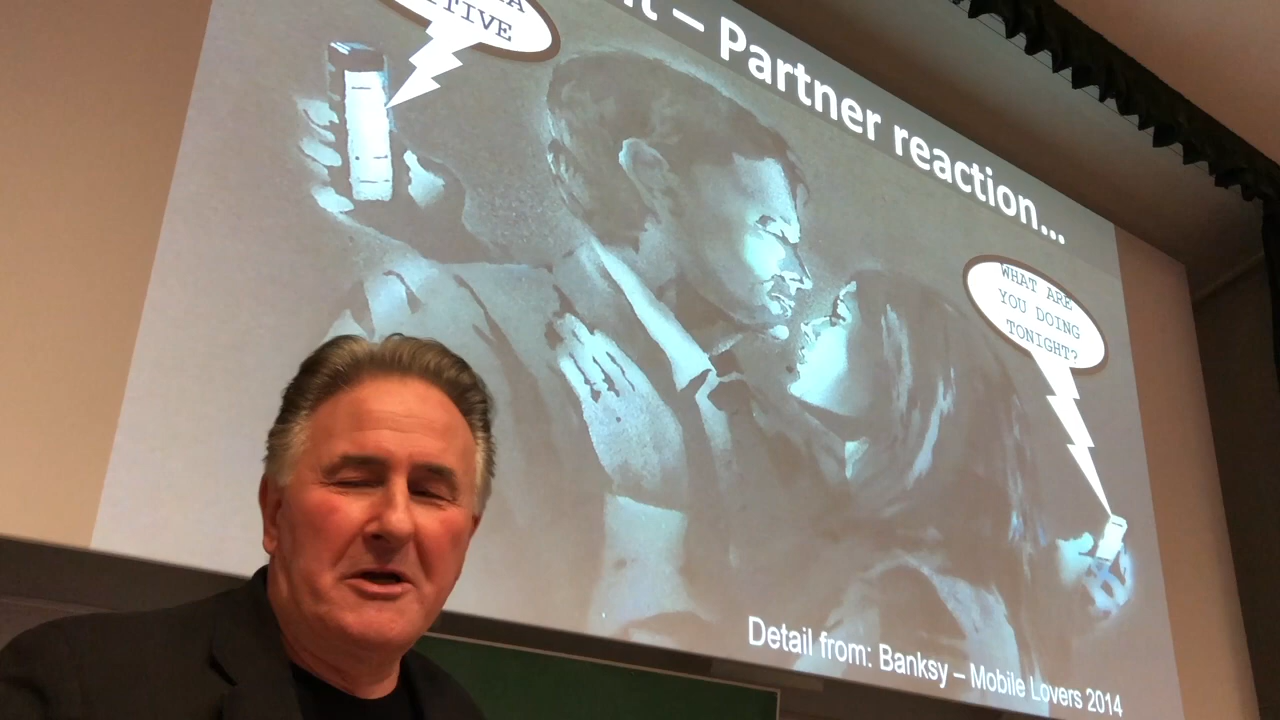 – Partner reaction...
WHAT ARE
YOU DOING
TONIGHT?
Detail from: Banksy – Mobile Lovers 2014